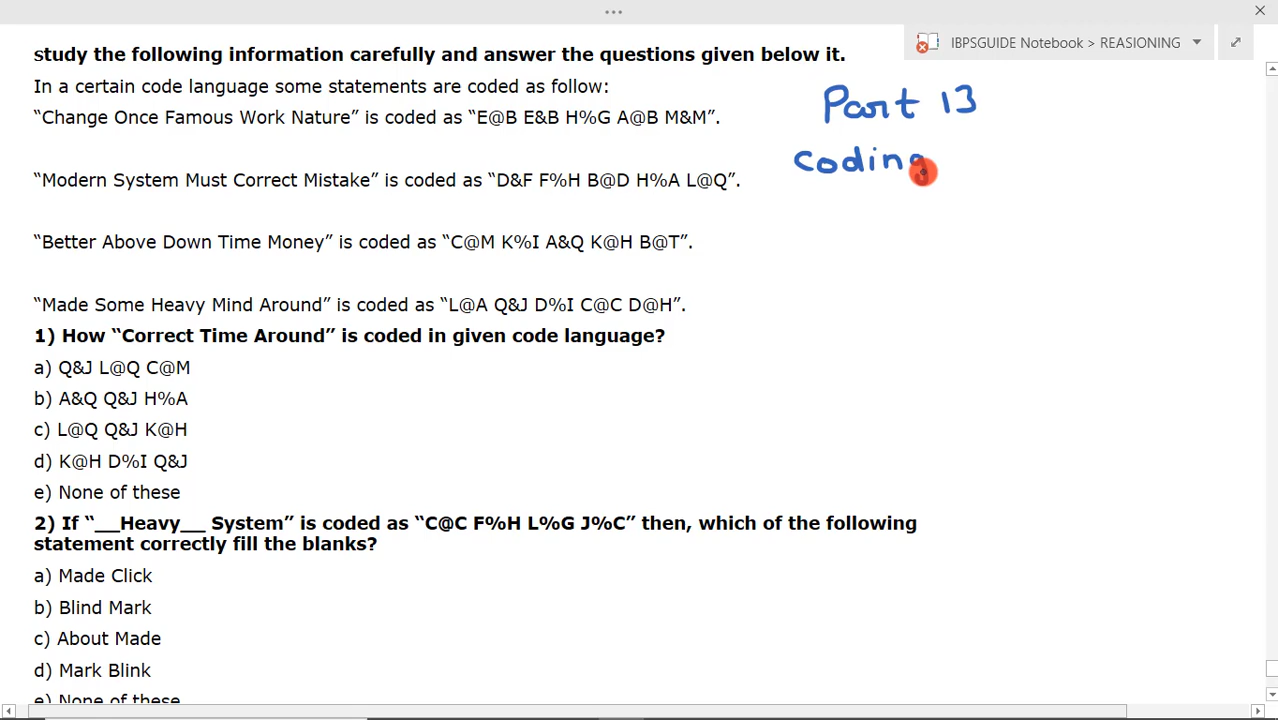 IBPSGUIDE Notebook > REASIONING
study the following information carefully and answer the questions given below it.
In a certain code language some statements are coded as follow:
“Change Once Famous Work Nature” is coded as “E@B E&B H%G A@B M&M”.
Part 13
coding
“Modern System Must Correct Mistake” is coded as “D&F F%H B@D H%A L@Q”.
“Better Above Down Time Money” is coded as “C@M K%I A&Q K@H B@T”.
“Made Some Heavy Mind Around” is coded as “L@A Q&J D%I C@C D@H”.
1) How “Correct Time Around” is coded in given code language?
a) Q&J L@Q C@M
b) A&Q Q&J H%A
c) L@Q Q&J K@H
d) K@H D%I Q&J
e) None of these
2) If “__Heavy__ System” is coded as “C@C F%H L%G J%C” then, which of the following
statement correctly fill the blanks?
a) Made Click
b) Blind Mark
c) About Made
d) Mark Blink
e) None of these